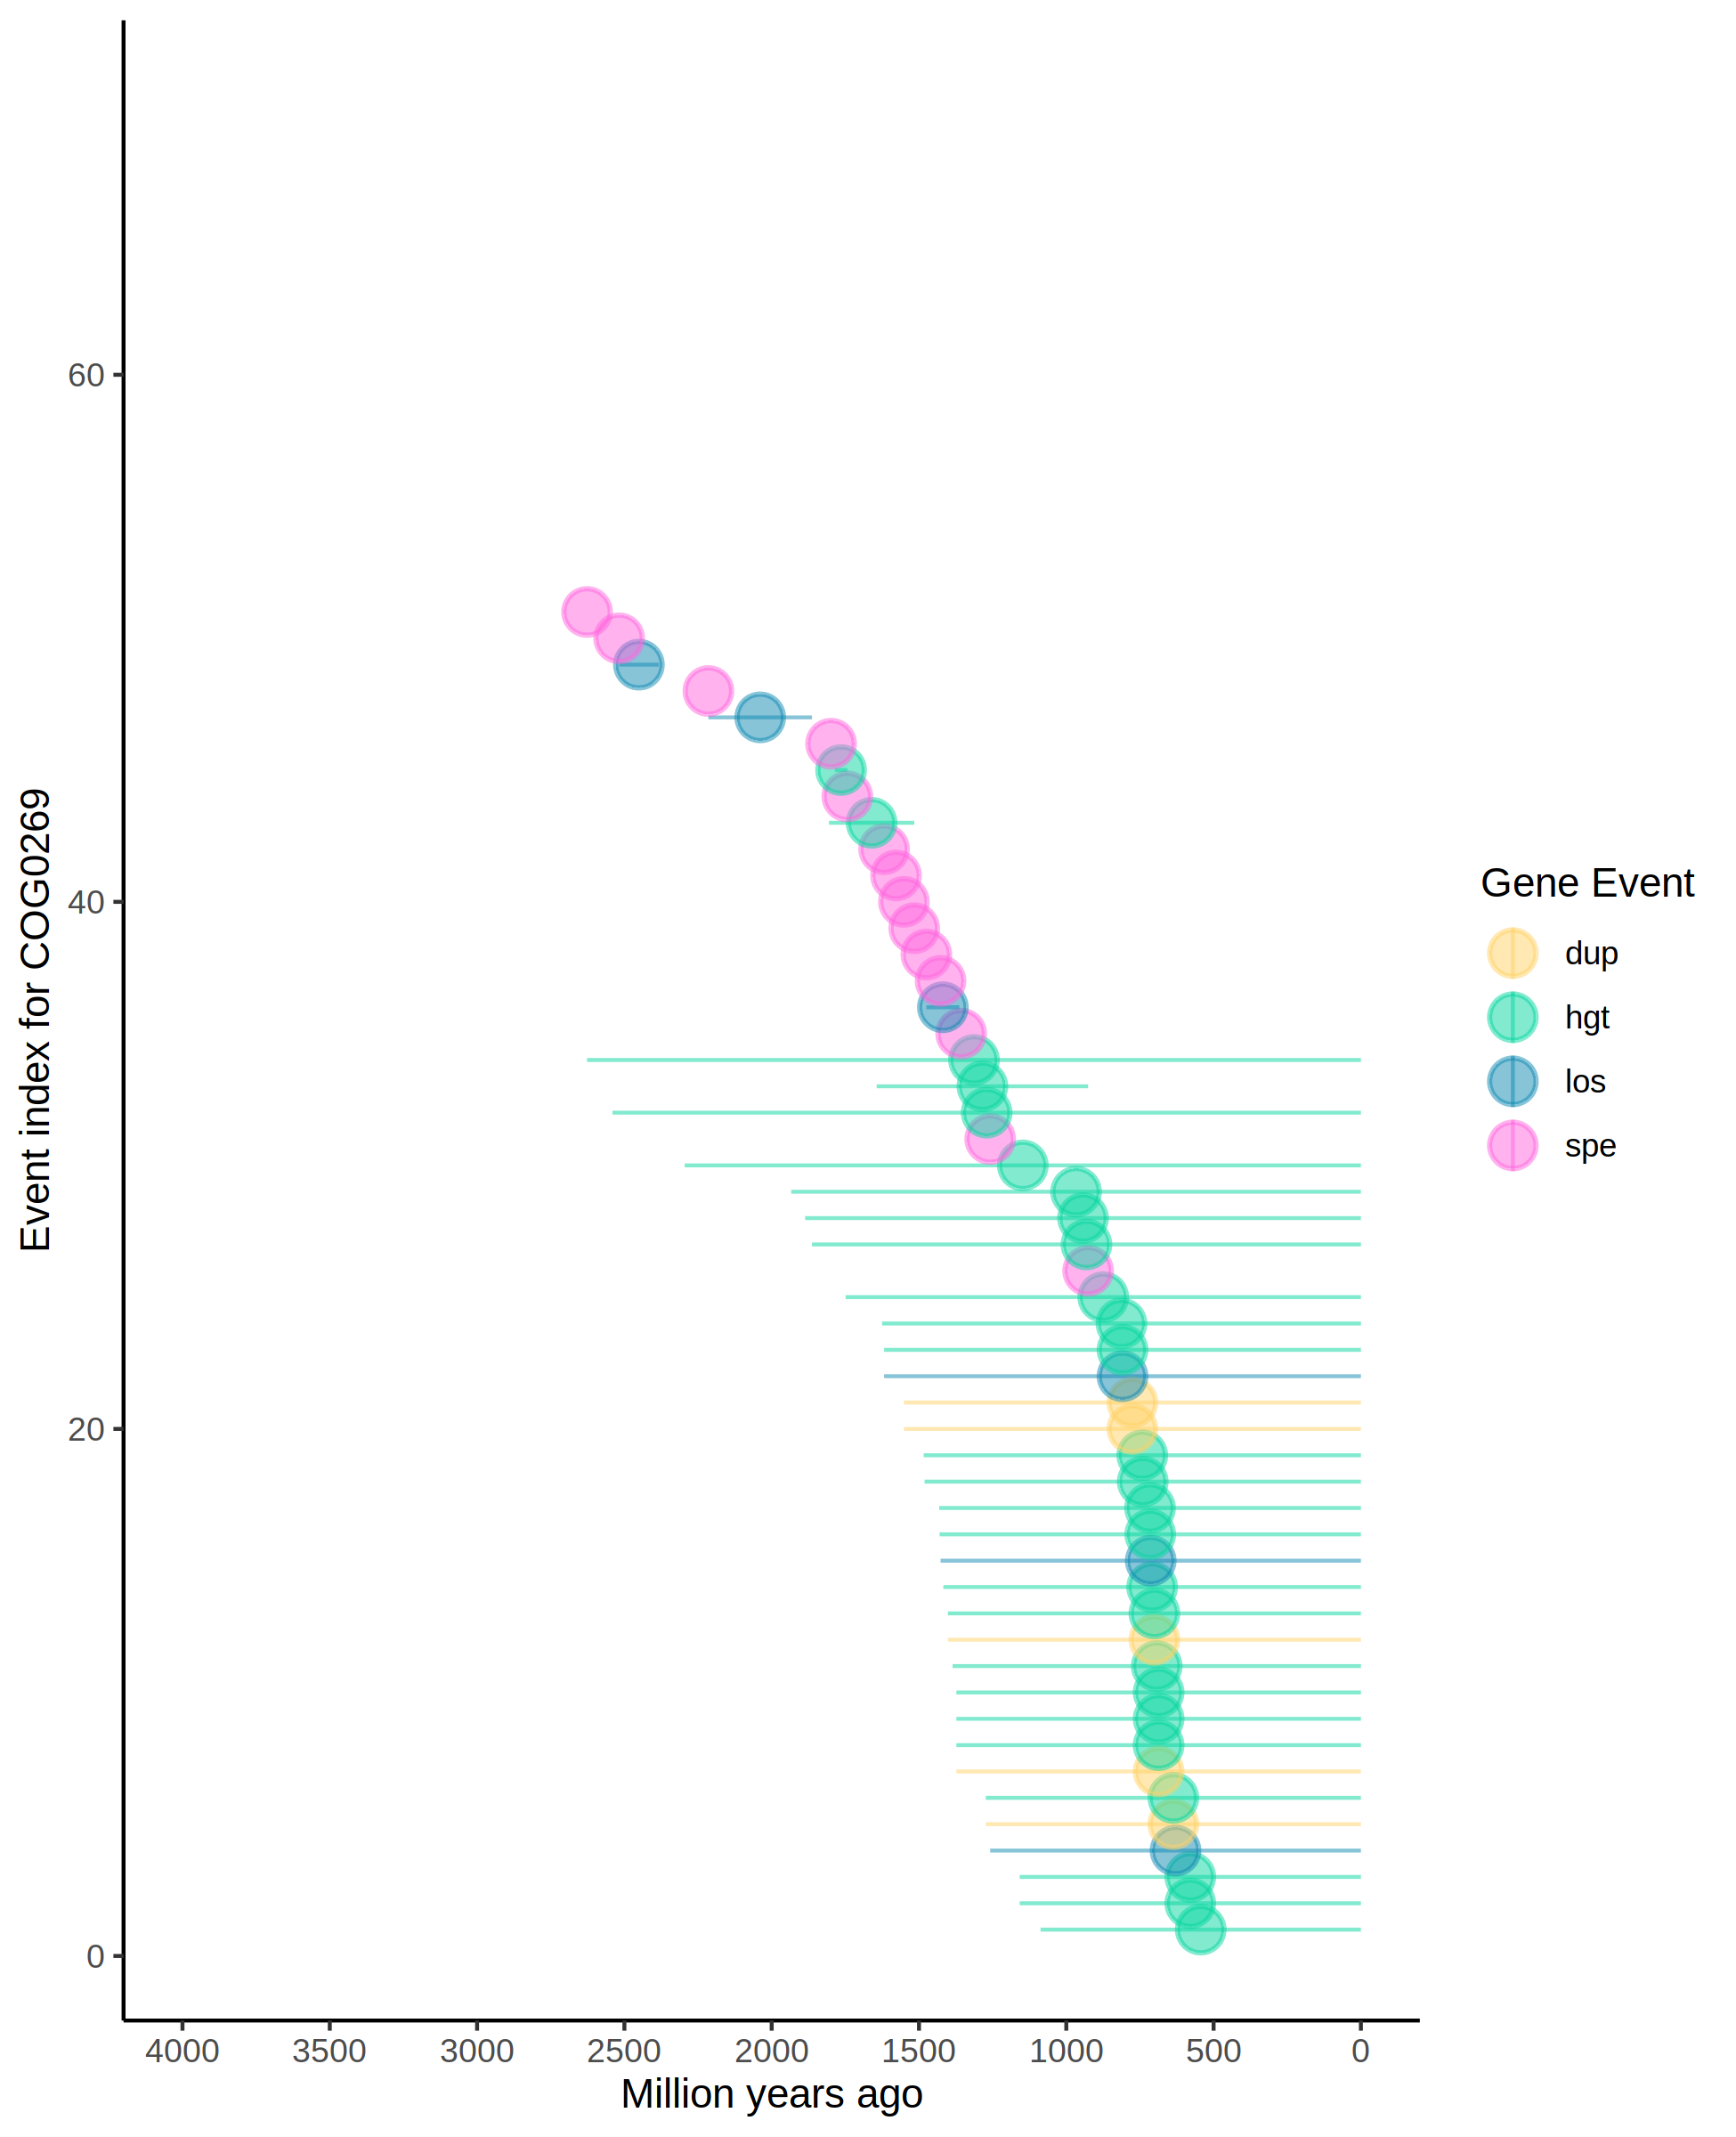 Event index for COG0269
60
40
20
0
4000 3500 3000 2500 2000 1500 1000 500 0
Million years ago
Gene Event
dup
hgt
los
spe